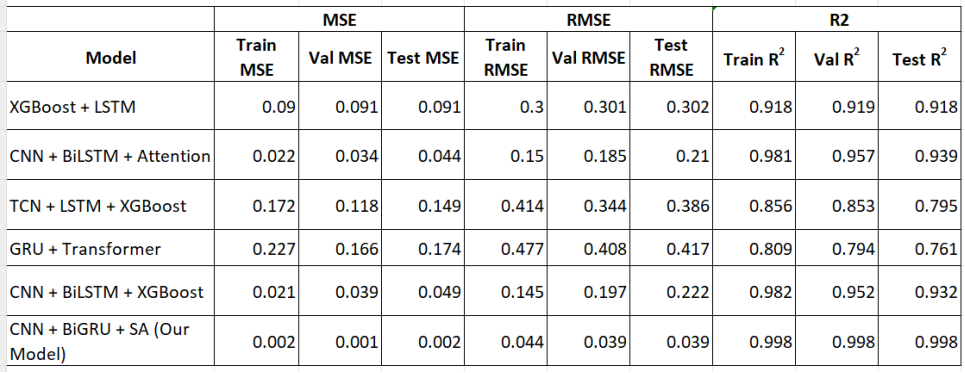 MSE RMSE R2
Model Train MSE Val MSE Test MSE Train RMSE Val RMSE Test RMSE Train R² Val R² Test R²
XGBoost + LSTM 0.09 0.091 0.091 0.3 0.301 0.302 0.918 0.919 0.918
CNN + BiLSTM + Attention 0.022 0.034 0.044 0.15 0.185 0.21 0.981 0.957 0.939
TCN + LSTM + XGBoost 0.172 0.118 0.149 0.414 0.344 0.386 0.856 0.853 0.795
GRU + Transformer 0.227 0.166 0.174 0.477 0.408 0.417 0.809 0.794 0.761
CNN + BiLSTM + XGBoost 0.021 0.039 0.049 0.145 0.197 0.222 0.982 0.952 0.932
CNN + BiGRU + SA (Our Model) 0.002 0.001 0.002 0.044 0.039 0.039 0.998 0.998 0.998